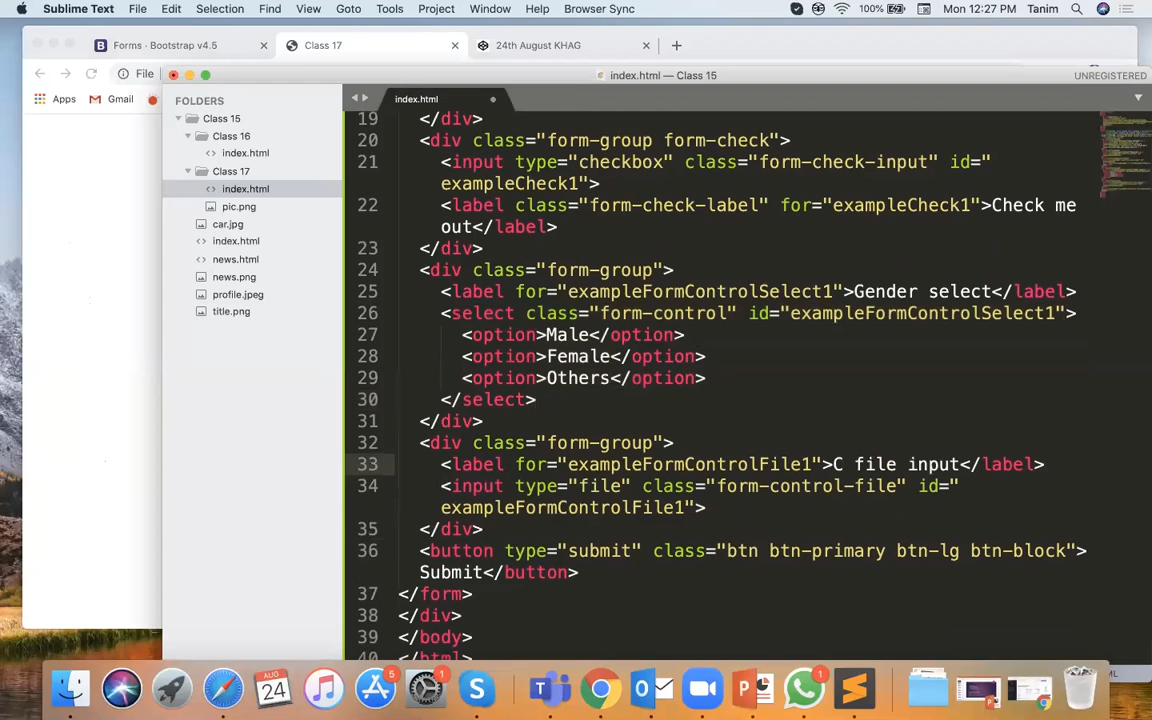 Sublime Text File Edit Selection Find View Goto Tools Project Window Help Browser Sync 100% Mon 12:27 PM Tanim
Forms · Bootstrap v4.5 × Class 17 × 24th August KHAG × +
File
index.html — Class 15 UNREGISTERED
Apps Gmail
FOLDERS
Class 15
Class 16
index.html
Class 17
index.html
pic.png
car.jpg
index.html
news.html
news.png
profile.jpeg
title.png
index.html
19 </div>
20 <div class="form-group form-check">
21 <input type="checkbox" class="form-check-input" id="
exampleCheck1">
22 <label class="form-check-label" for="exampleCheck1">Check me
out</label>
23 </div>
24 <div class="form-group">
25 <label for="exampleFormControlSelect1">Gender select</label>
26 <select class="form-control" id="exampleFormControlSelect1">
27 <option>Male</option>
28 <option>Female</option>
29 <option>Others</option>
30 </select>
31 </div>
32 <div class="form-group">
33 <label for="exampleFormControlFile1">C file input</label>
34 <input type="file" class="form-control-file" id="
exampleFormControlFile1">
35 </div>
36 <button type="submit" class="btn btn-primary btn-lg btn-block">
Submit</button>
37 </form>
38 </div>
39 </body>
40 </html>
AUG
24
5
1
1